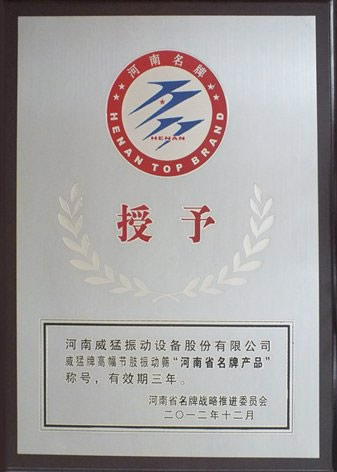 河南名牌
HENAN
HENAN TOP BRAND
授予
河南威猛振动设备股份有限公司
威猛牌高幅节肢振动筛“河南省名牌产品”
称号，有效期三年。
河南省名牌战略推进委员会
二〇一二年十二月